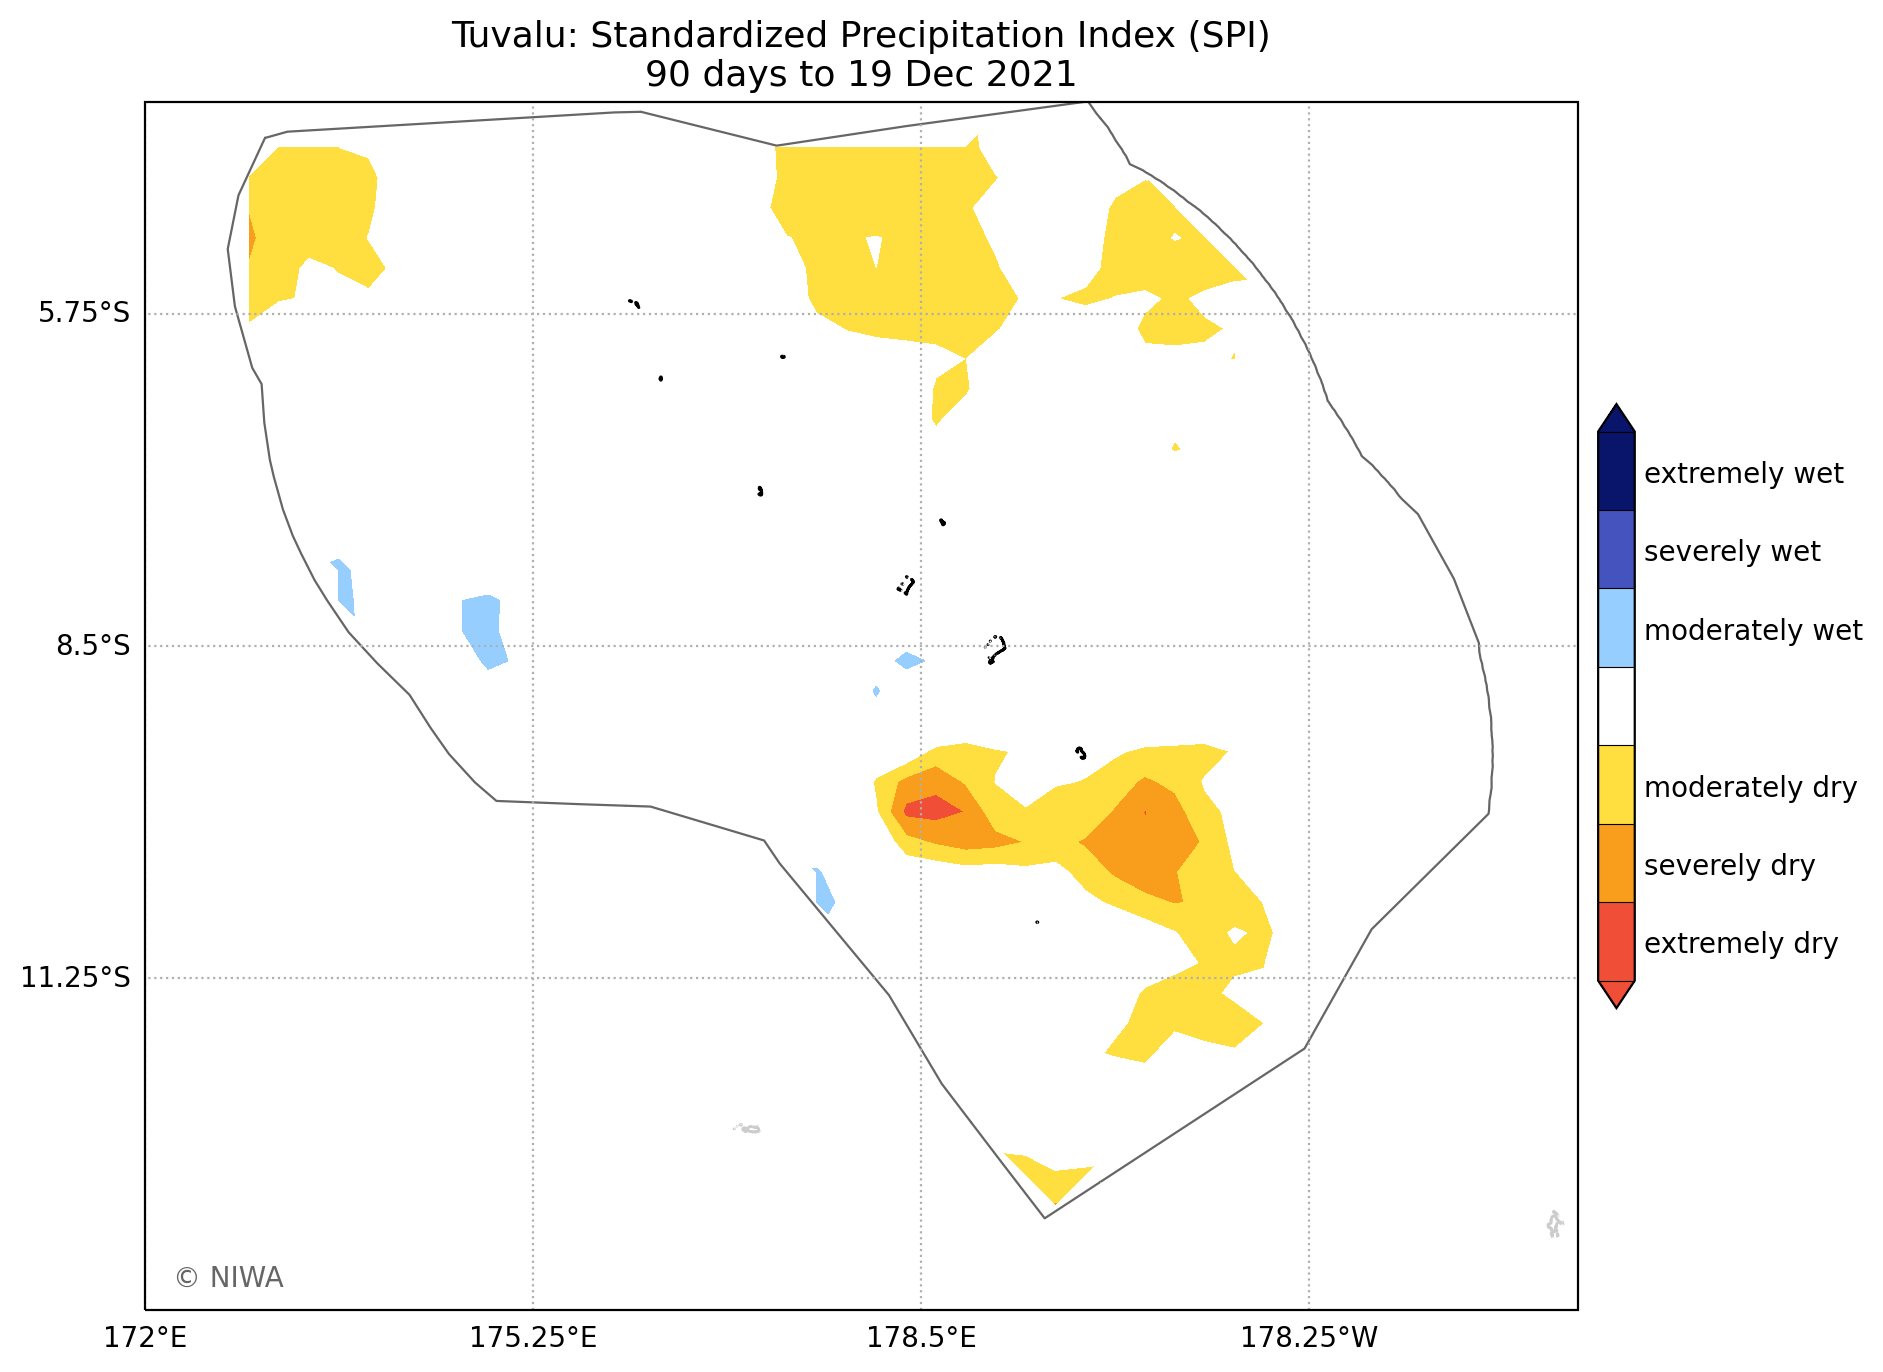 Tuvalu: Standardized Precipitation Index (SPI)
90 days to 19 Dec 2021
5.75°S
8.5°S
11.25°S
172°E
175.25°E
178.5°E
178.25°W
extremely wet
severely wet
moderately wet
moderately dry
severely dry
extremely dry
© NIWA